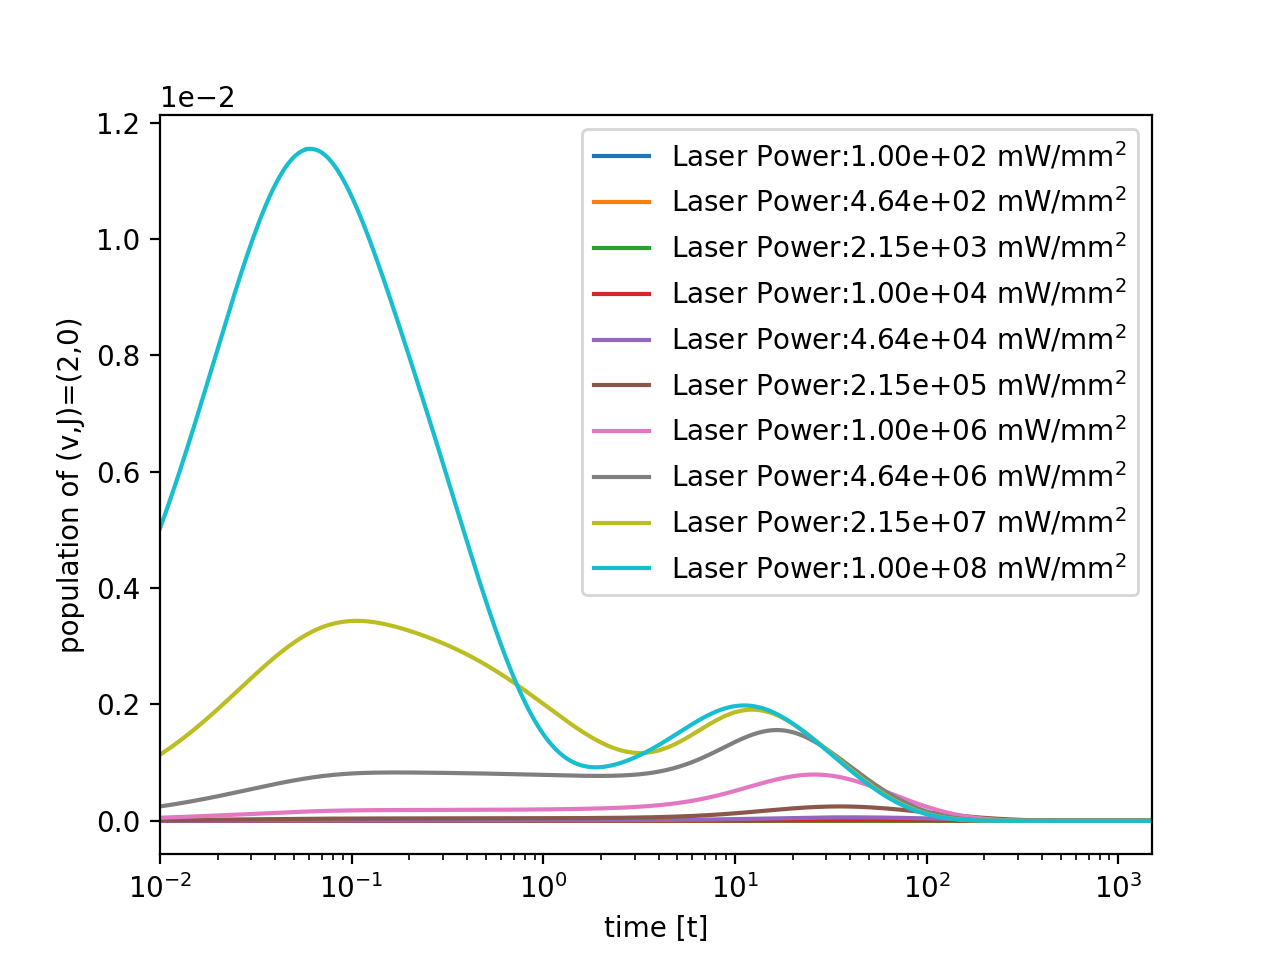 1e−2
1.2
1.0
0.8
0.6
0.4
0.2
0.0
population of (v,J)=(2,0)
Laser Power:1.00e+02 mW/mm²
Laser Power:4.64e+02 mW/mm²
Laser Power:2.15e+03 mW/mm²
Laser Power:1.00e+04 mW/mm²
Laser Power:4.64e+04 mW/mm²
Laser Power:2.15e+05 mW/mm²
Laser Power:1.00e+06 mW/mm²
Laser Power:4.64e+06 mW/mm²
Laser Power:2.15e+07 mW/mm²
Laser Power:1.00e+08 mW/mm²
10⁻² 10⁻¹ 10⁰ 10¹ 10² 10³
time [t]